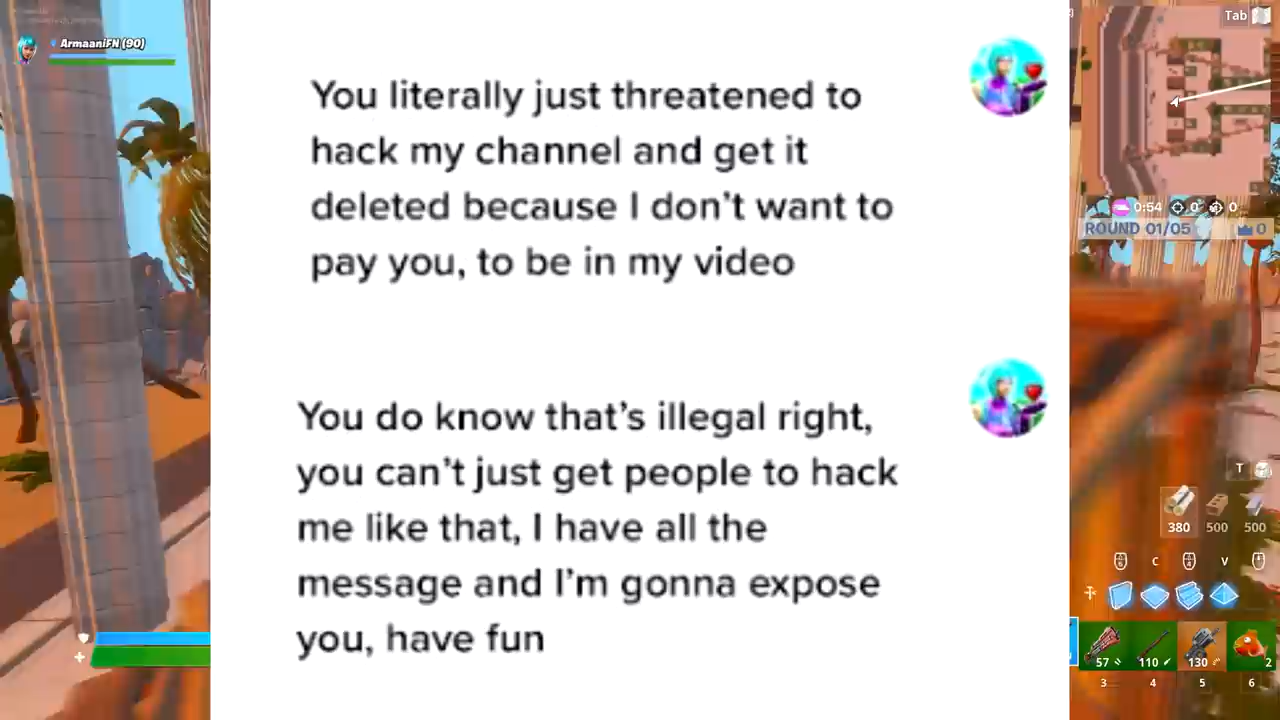 ArmaaniFN (90)
You literally just threatened to
hack my channel and get it
deleted because I don't want to
pay you, to be in my video
You do know that's illegal right,
you can't just get people to hack
me like that, I have all the
message and I'm gonna expose
you, have fun
Tab
0:54 0 0
ROUND 01/05 0
T
380 500 500
C V
57 110 130 2
3 4 5 6